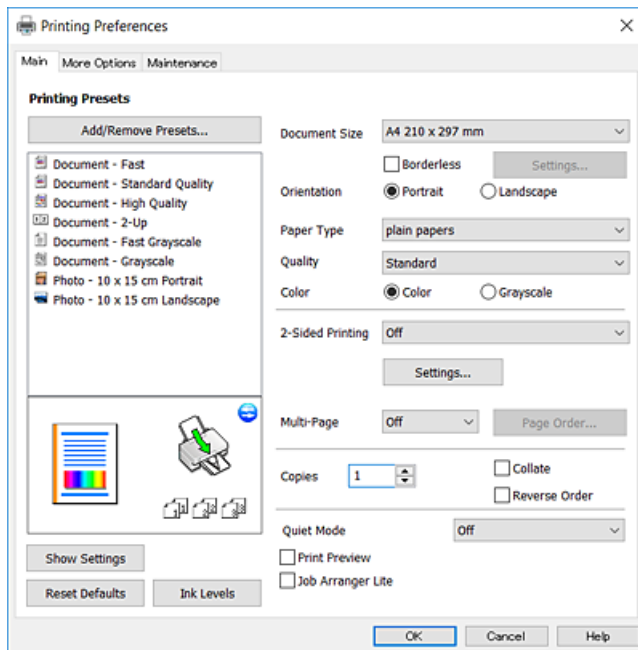 Printing Preferences
Main More Options Maintenance
Printing Presets
Add/Remove Presets...
Document - Fast
Document - Standard Quality
Document - High Quality
Document - 2-Up
Document - Fast Grayscale
Document - Grayscale
Photo - 10 x 15 cm Portrait
Photo - 10 x 15 cm Landscape
Show Settings
Reset Defaults Ink Levels
Document Size A4 210 x 297 mm
Borderless Settings...
Orientation Portrait Landscape
Paper Type plain papers
Quality Standard
Color Color Grayscale
2-Sided Printing Off
Settings...
Multi-Page Off Page Order...
Copies 1 Collate
Reverse Order
Quiet Mode Off
Print Preview
Job Arranger Lite
OK Cancel Help